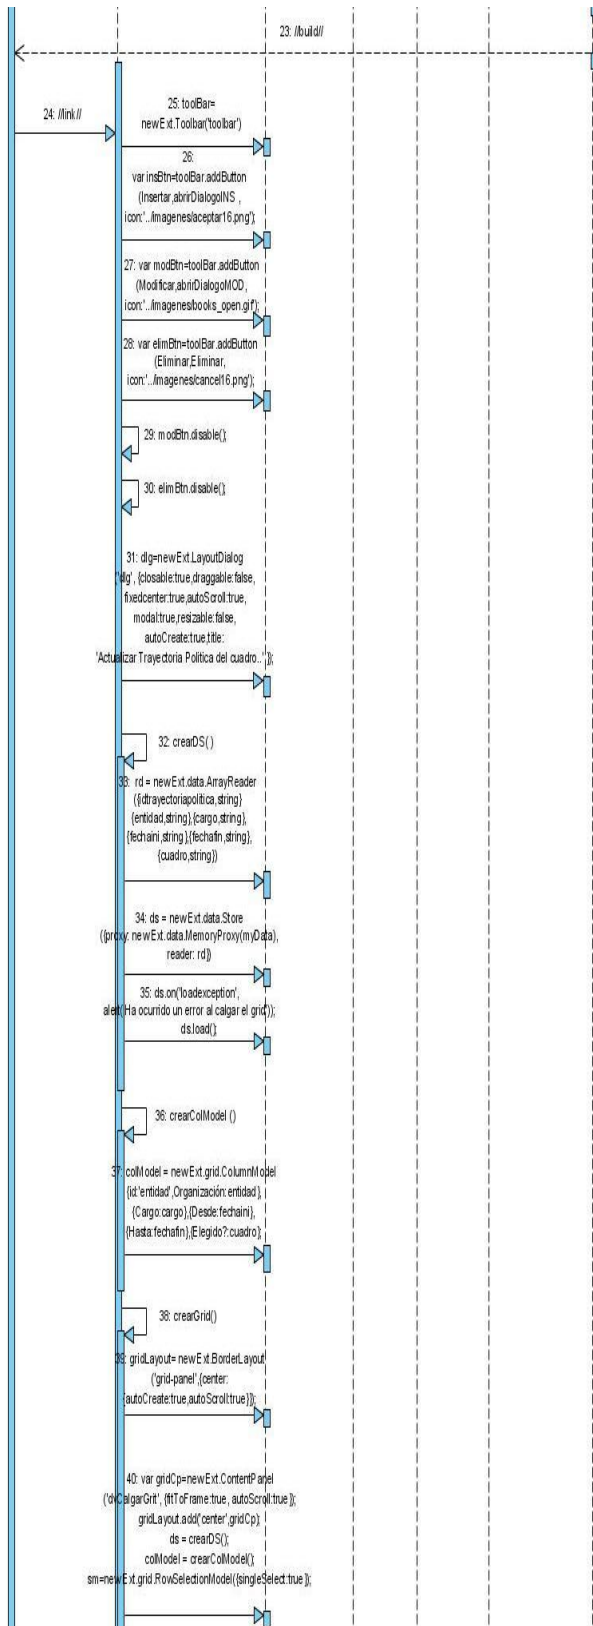 23: //build//
24: //link//
25: toolBar=
newExt.Toolbar('toolbar')
26:
var insBtn=toolBar.addButton
(Insertar,abrirDialogoINS ,
icon:'../imagenes/aceptar16.png');
27: var modBtn=toolBar.addButton
(Modificar,abrirDialogoMOD,
icon:'../imagenes/books_open.gif');
28: var elimBtn=toolBar.addButton
(Eliminar,Eliminar,
icon:'../imagenes/cancel16.png');
29: modBtn.disable();
30: elimBtn.disable();
31: dlg=newExt.LayoutDialog
('dlg', {closable:true,draggable:false,
fixedcenter:true,autoScroll:true,
modal:true,resizable:false,
autoCreate:true,title:
'Actualizar Trayectoria Politica del cuadro..' });
32: crearDS( )
33: rd = newExt.data.ArrayReader
({idtrayectoriapolitica,string}
{entidad,string},{cargo,string},
{fechaini,string},{fechafin,string},
{cuadro,string})
34: ds = newExt.data.Store
({proxy: newExt.data.MemoryProxy(myData),
reader: rd})
35: ds.on('loadexception',
alert('Ha ocurrido un error al calgar el grid'));
ds.load();
36: crearColModel ()
37: colModel = newExt.grid.ColumnModel
{id:'entidad',Organización:entidad},
{Cargo:cargo},{Desde:fechaini},
{Hasta:fechafin},{Elegido?:cuadro};
38: crearGrid()
39: gridLayout= newExt.BorderLayout
('grid-panel',{center:
{autoCreate:true,autoScroll:true}});
40: var gridCp=newExt.ContentPanel
('dvCalgarGrit', {fitToFrame:true, autoScroll:true });
gridLayout.add('center',gridCp);
ds = crearDS();
colModel = crearColModel();
sm=newExt.grid.RowSelectionModel({singleSelect:true });